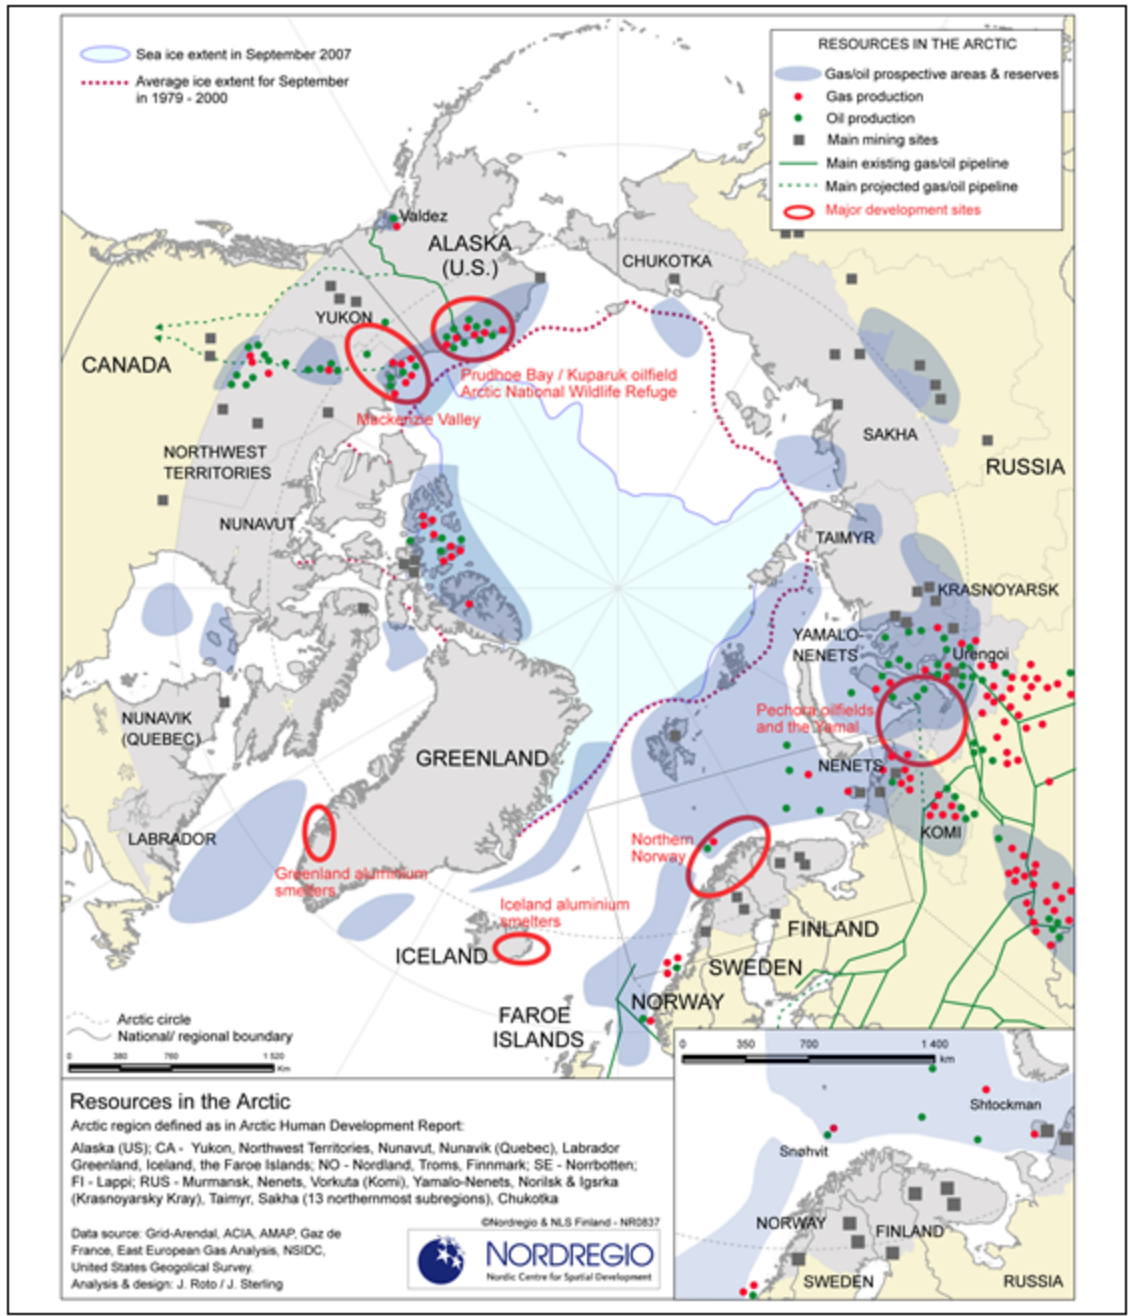 Sea ice extent in September 2007
Average ice extent for September
in 1979 - 2000
RESOURCES IN THE ARCTIC
Gas/oil prospective areas & reserves
Gas production
Oil production
Main mining sites
Main existing gas/oil pipeline
Main projected gas/oil pipeline
Major development sites
Valdez
ALASKA
(U.S.)
CHUKOTKA
YUKON
CANADA
Prudhoe Bay / Kuparuk oilfield
Arctic National Wildlife Refuge
Mackenzie Valley
NORTHWEST
TERRITORIES
SAKHA
RUSSIA
NUNAVUT
TAIMYR
KRASNOYARSK
YAMALO-
NENETS
Urengoi
NUNAVIK
(QUEBEC)
Pechora oilfields
and the Yamal
GREENLAND
NENETS
LABRADOR
KOMI
Northern
Norway
Greenland aluminium
smelters
Iceland aluminium
smelters
ICELAND
FINLAND
SWEDEN
NORWAY
FAROE
ISLANDS
Arctic circle
National/ regional boundary
0 380 760 1 520
Km
0 350 700 1 400
km
Shtockman
Snøhvit
NORWAY
FINLAND
SWEDEN
RUSSIA
Resources in the Arctic
Arctic region defined as in Arctic Human Development Report:
Alaska (US); CA - Yukon, Northwest Territories, Nunavut, Nunavik (Quebec), Labrador
Greenland, Iceland, the Faroe Islands; NO - Nordland, Troms, Finnmark; SE - Norrbotten;
FI - Lappi; RUS - Murmansk, Nenets, Vorkuta (Komi), Yamalo-Nenets, Norilsk & Igsrka
(Krasnoyarsky Kray), Taimyr, Sakha (13 northernmost subregions), Chukotka
©Nordregio & NLS Finland - NR0837
Data source: Grid-Arendal, ACIA, AMAP, Gaz de
France, East European Gas Analysis, NSIDC,
United States Geological Survey.
Analysis & design: J. Roto / J. Sterling
NORDREGIO
Nordic Centre for Spatial Development